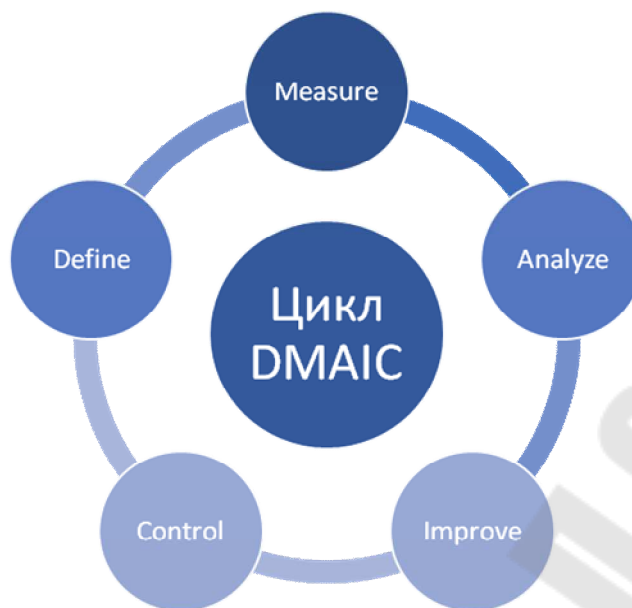 Measure
Define
Analyze
Цикл
DMAIC
Control
Improve